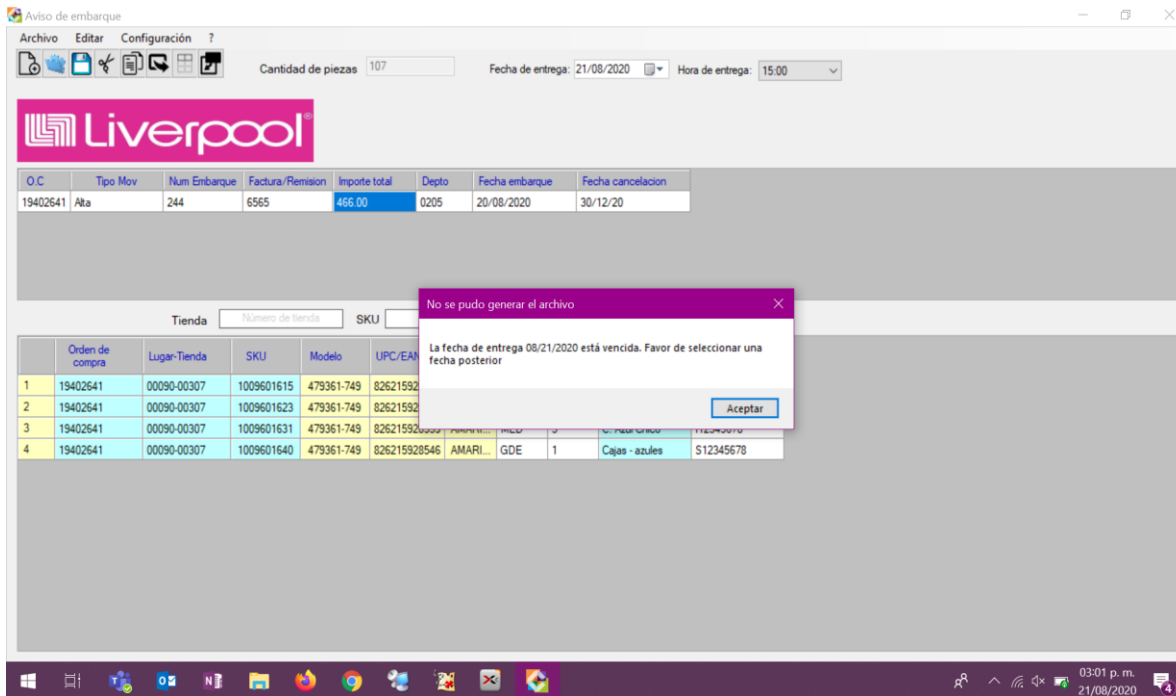 Aviso de embarque
Archivo Editar Configuración ?
Cantidad de piezas 107 Fecha de entrega: 21/08/2020 Hora de entrega: 15:00
Liverpool®
O.C Tipo Mov Num Embarque Factura/Remision Importe total Depto Fecha embarque Fecha cancelacion
19402641 Alta 244 6565 466.00 0205 20/08/2020 30/12/20
No se pudo generar el archivo
La fecha de entrega 08/21/2020 está vencida. Favor de seleccionar una
fecha posterior
Aceptar
Tienda Número de tienda SKU
Orden de compra Lugar-Tienda SKU Modelo UPC/EAN
1 19402641 00090-00307 1009601615 479361-749 82621592
2 19402641 00090-00307 1009601623 479361-749 82621592
3 19402641 00090-00307 1009601631 479361-749
4 19402641 00090-00307 1009601640 479361-749 826215928546 AMARI... GDE 1 Cajas - azules S12345678
03:01 p. m.
21/08/2020